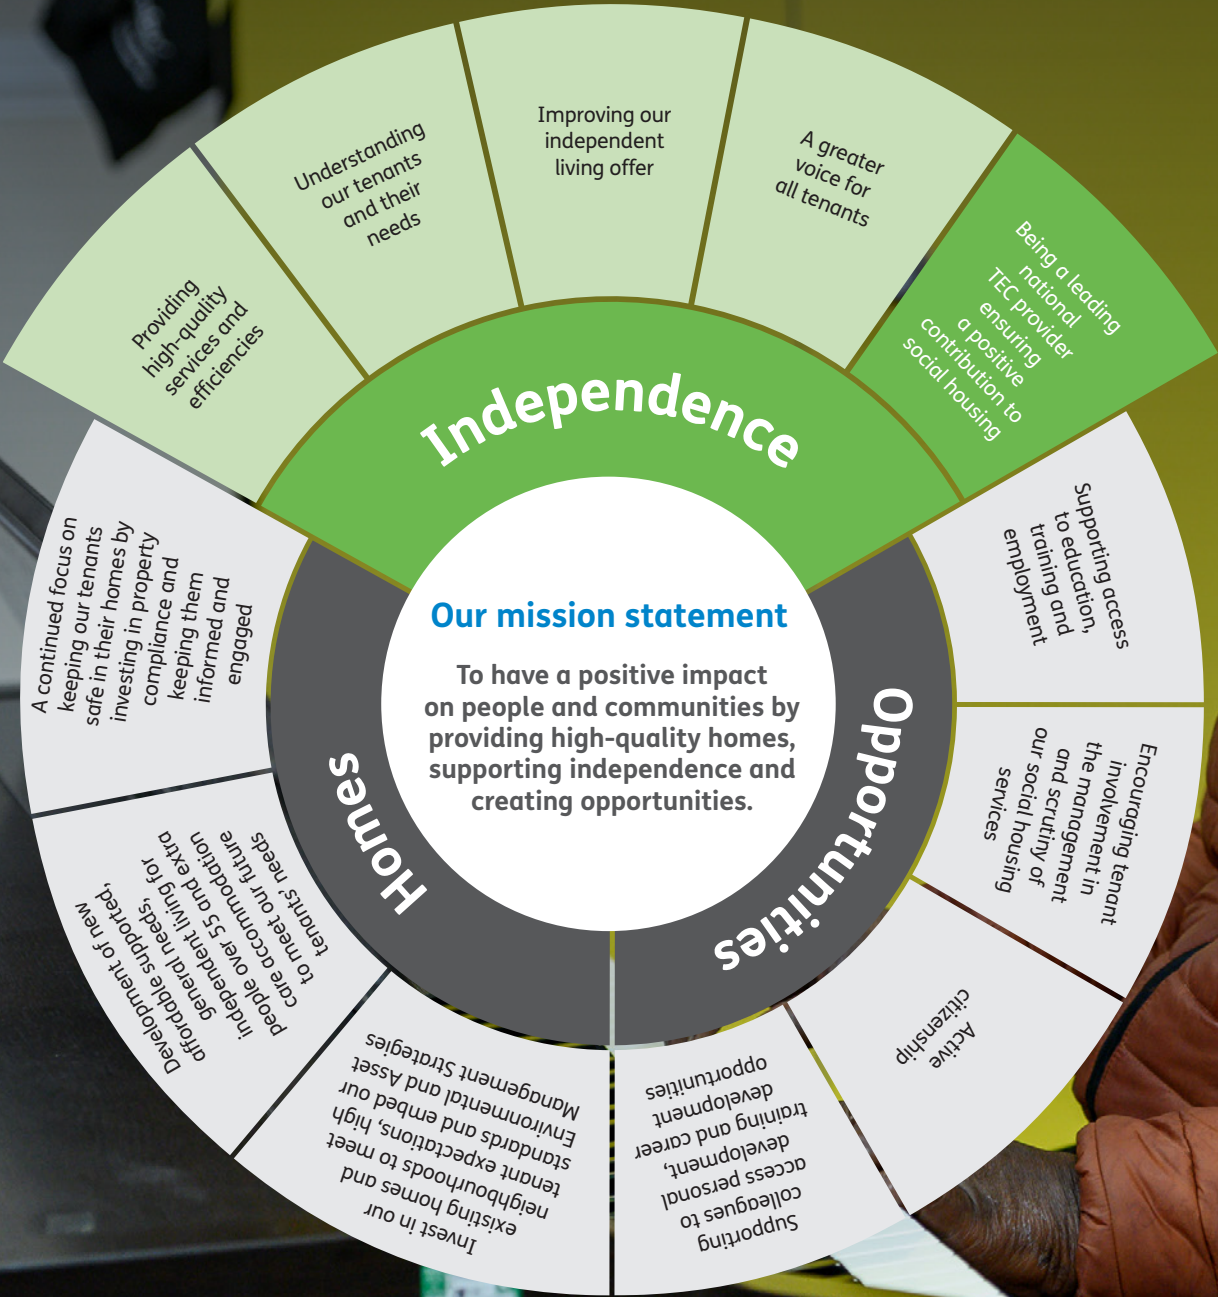 Our mission statement
To have a positive impact
on people and communities by
providing high-quality homes,
supporting independence and
creating opportunities.
Independence
Providing
high-quality
services and
efficiencies
Understanding
our tenants
and their
needs
Improving our
independent
living offer
A greater
voice for
all tenants
Being a leading
national
TEC provider
ensuring
a positive
contribution to
social housing
Opportunities
Supporting access
to education,
training and
employment
Encouraging tenant
involvement in
the management
and scrutiny of
our social housing
services
Active
citizenship
Supporting
colleagues to
access personal
development,
training and career
development
opportunities
Homes
Invest in our
existing homes and
neighbourhoods to meet
tenant expectations, high
standards and embed our
Environmental and Asset
Management Strategies
Development of new
affordable supported,
general needs,
independent living for
people over 55 and extra
care accommodation
to meet our future
tenants' needs
A continued focus on
keeping our tenants
safe in their homes by
investing in property
compliance and
keeping them
informed and
engaged